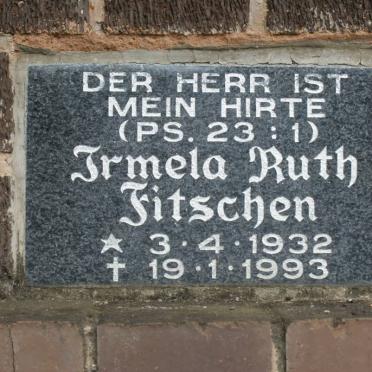 DER HERR IST
MEIN HIRTE
(PS. 23 : 1)
Irmela Ruth
Fitschen
☆ 3·4·1932
✝ 19·1·1993